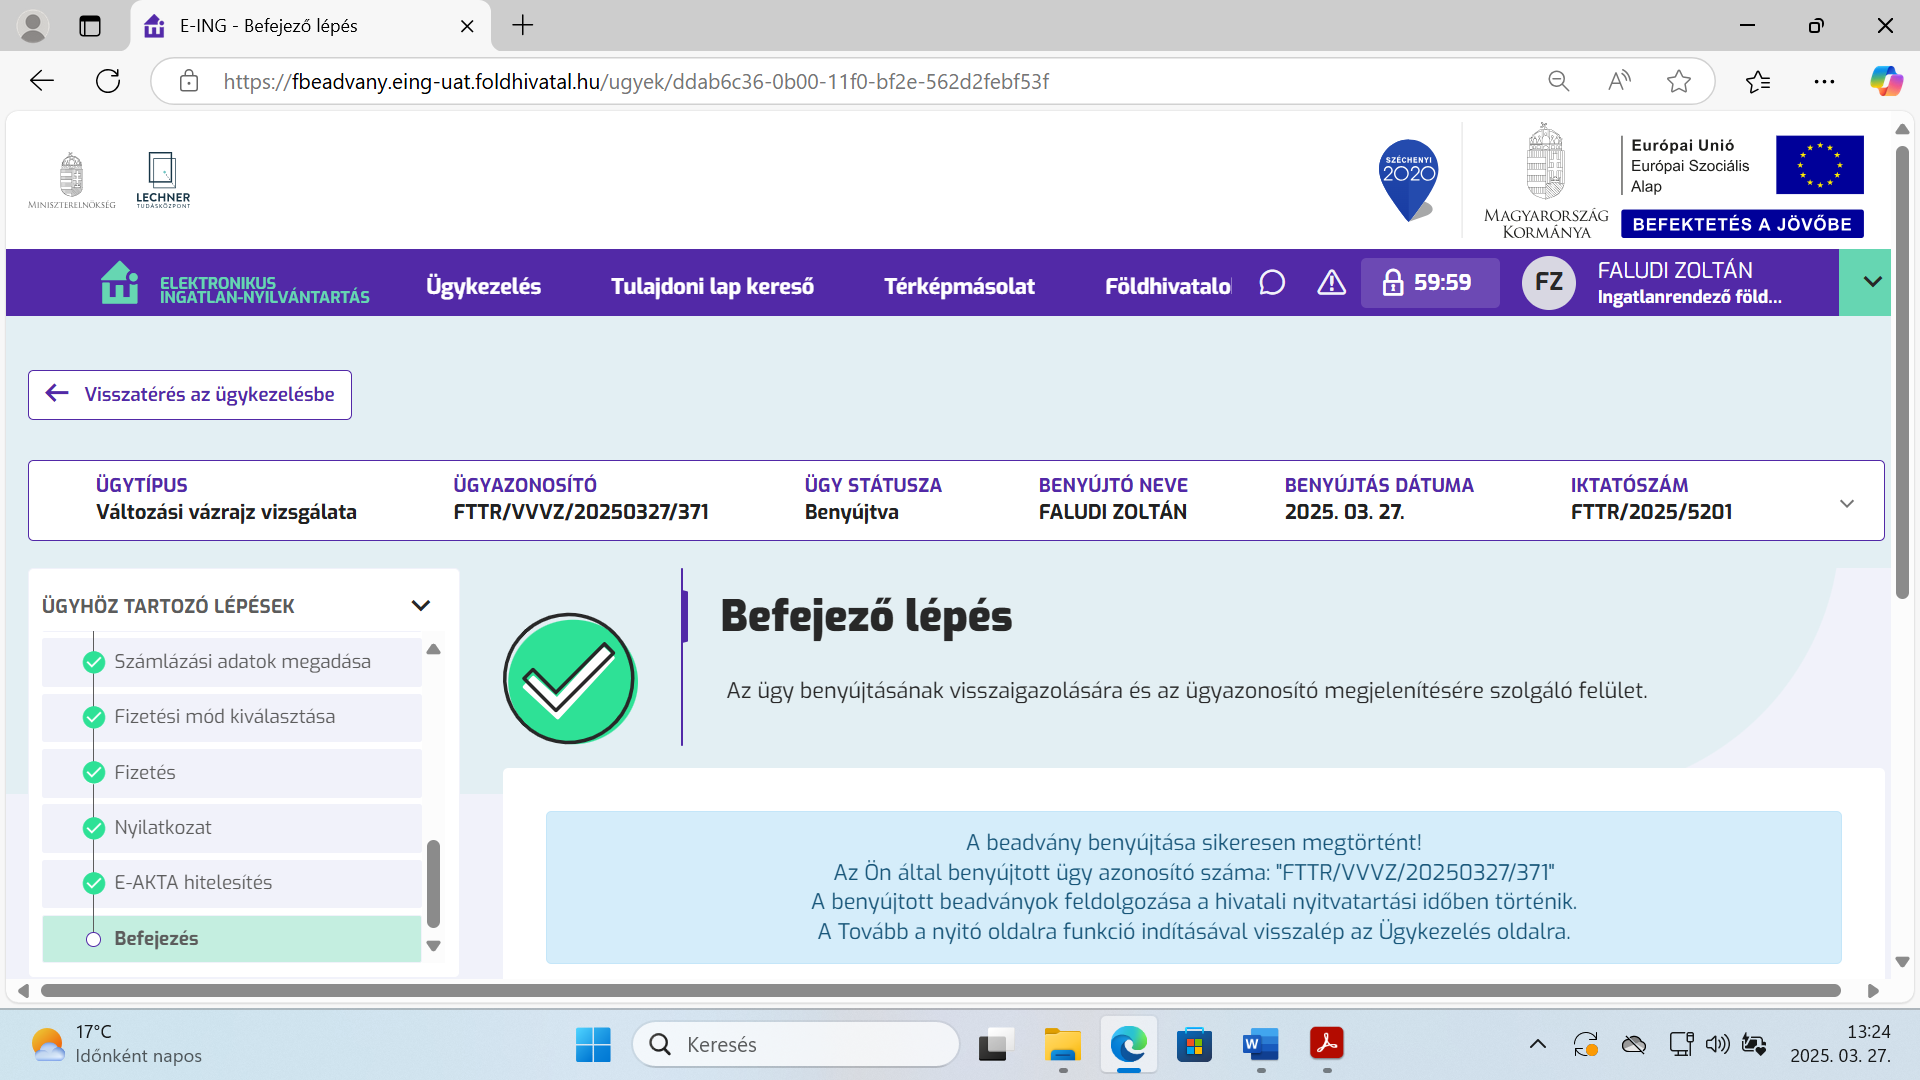 E-ING - Befejező lépés
https://fbeadvany.eing-uat.foldhivatal.hu/ugyek/ddab6c36-0b00-11f0-bf2e-562d2febf53f
MINISZTERELNÖKSÉG
LECHNER
TUDÁSKÖZPONT
SZÉCHENYI
2020
MAGYARORSZÁG
KORMÁNYA
Európai Unió
Európai Szociális
Alap
BEFEKTETÉS A JÖVŐBE
ELEKTRONIKUS
INGATLAN-NYILVÁNTARTÁS
Ügykezelés
Tulajdoni lap kereső
Térképmásolat
Földhivatalo
59:59
FZ
FALUDI ZOLTÁN
Ingatlanrendező föld...
Visszatérés az ügykezelésbe
ÜGYTÍPUS
Változási vázrajz vizsgálata
ÜGYAZONOSÍTÓ
FTTR/VVVZ/20250327/371
ÜGY STÁTUSZA
Benyújtva
BENYÚJTÓ NEVE
FALUDI ZOLTÁN
BENYÚJTÁS DÁTUMA
2025. 03. 27.
IKTATÓSZÁM
FTTR/2025/5201
ÜGYHÖZ TARTOZÓ LÉPÉSEK
Számlázási adatok megadása
Fizetési mód kiválasztása
Fizetés
Nyilatkozat
E-AKTA hitelesítés
Befejezés
Befejező lépés
Az ügy benyújtásának visszaigazolására és az ügyazonosító megjelenítésére szolgáló felület.
A beadvány benyújtása sikeresen megtörtént!
Az Ön által benyújtott ügy azonosító száma: "FTTR/VVVZ/20250327/371"
A benyújtott beadványok feldolgozása a hivatali nyitvatartási időben történik.
A Tovább a nyitó oldalra funkció indításával visszalép az Ügykezelés oldalra.
17°C
Időnként napos
Keresés
13:24
2025. 03. 27.